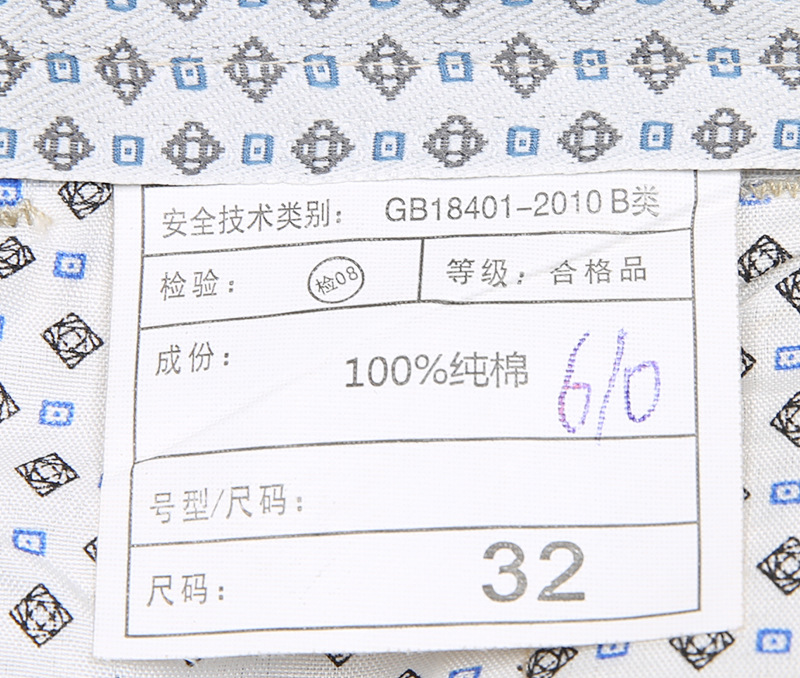 安全技术类别： GB18401-2010 B类
检验： 检08 等级： 合格品
成份： 100%纯棉 6/0
号型/尺码：
尺码： 32